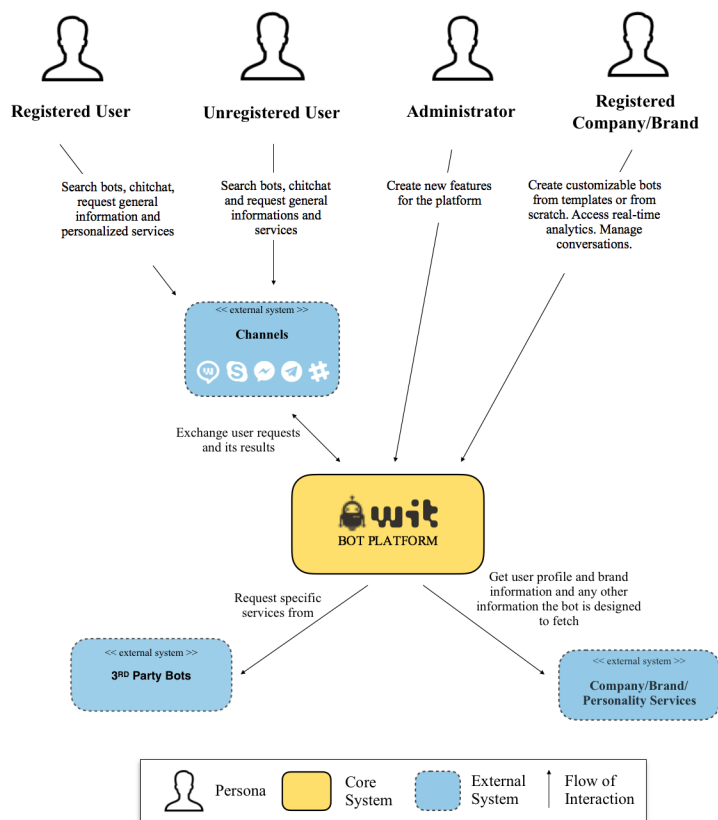 Registered User
Unregistered User
Administrator
Registered
Company/Brand
Search bots, chitchat,
request general
information and
personalized services
Search bots, chitchat
and request general
informations and
services
Create new features
for the platform
Create customizable bots
from templates or from
scratch. Access real-time
analytics. Manage
conversations.
<< external system >>
Channels
Exchange user requests
and its results
wit
BOT PLATFORM
Request specific
services from
Get user profile and brand
information and any other
information the bot is designed
to fetch
<< external system >>
3RD Party Bots
<< external system >>
Company/Brand/
Personality Services
Persona
Core
System
External
System
Flow of
Interaction